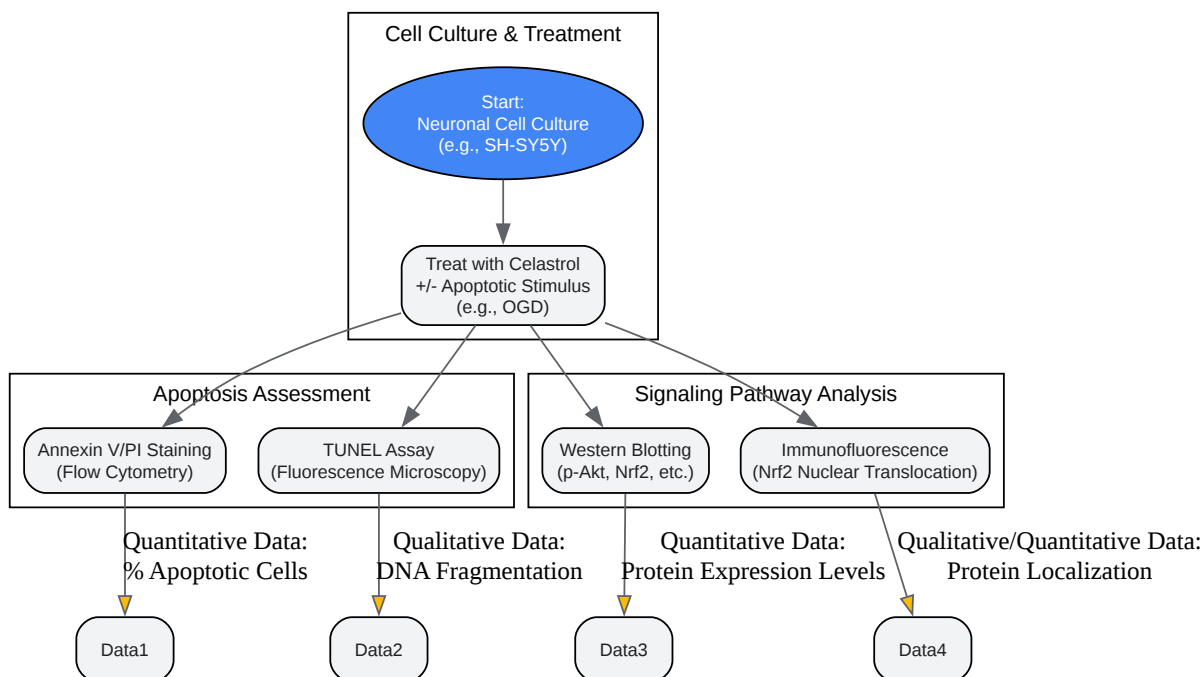 Cell Culture & Treatment
Start:
Neuronal Cell Culture
(e.g., SH-SY5Y)
Treat with Celastrol
+/- Apoptotic Stimulus
(e.g., OGD)
Apoptosis Assessment
Annexin V/PI Staining
(Flow Cytometry)
TUNEL Assay
(Fluorescence Microscopy)
Signaling Pathway Analysis
Western Blotting
(p-Akt, Nrf2, etc.)
Immunofluorescence
(Nrf2 Nuclear Translocation)
Quantitative Data:
% Apoptotic Cells
Qualitative Data:
DNA Fragmentation
Quantitative Data:
Protein Expression Levels
Qualitative/Quantitative Data:
Protein Localization
Data1
Data2
Data3
Data4